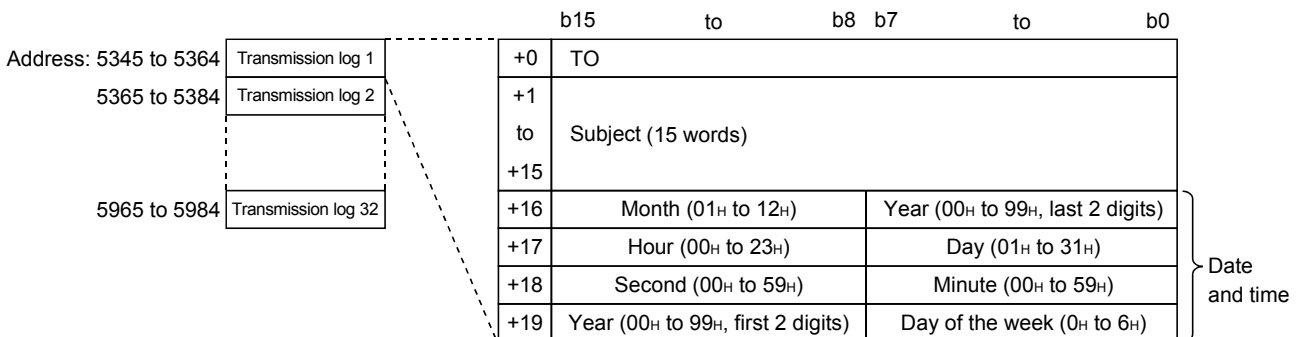 b15 to b8 b7 to b0
Address: 5345 to 5364 Transmission log 1 +0 TO
5365 to 5384 Transmission log 2 +1
to Subject (15 words)
+15
5965 to 5984 Transmission log 32 +16 Month (01H to 12H) Year (00H to 99H, last 2 digits)
+17 Hour (00H to 23H) Day (01H to 31H)
+18 Second (00H to 59H) Minute (00H to 59H)
+19 Year (00H to 99H, first 2 digits) Day of the week (0H to 6H)
Date
and time